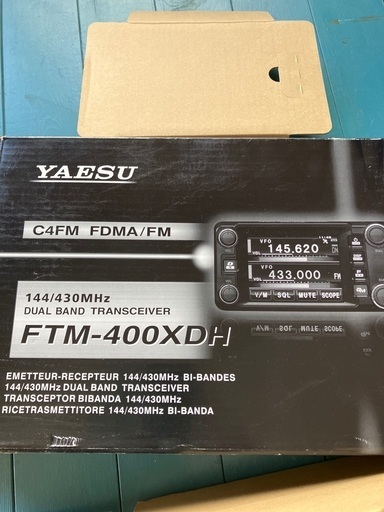 YAESU
C4FM FDMA/FM
144/430MHz
DUAL BAND TRANSCEIVER
FTM-400XDH
EMETTEUR-RECEPTEUR 144/430MHz BI-BANDES
144/430MHz DUAL BAND TRANSCEIVER
TRANSCEPTOR BIBANDA 144/430MHz
RICETRASMETTITORE 144/430MHz BI-BANDA
VFO
145.620
VFO
433.000 FM
V/M SQL MUTE SCOPE